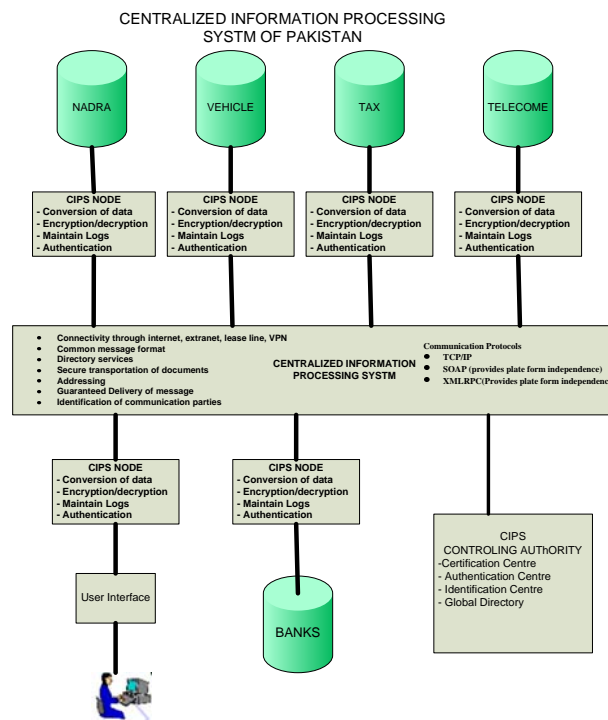 CENTRALIZED INFORMATION PROCESSING
SYSTM OF PAKISTAN
NADRA
VEHICLE
TAX
TELECOME
CIPS NODE
- Conversion of data
- Encryption/decryption
- Maintain Logs
- Authentication
CIPS NODE
- Conversion of data
- Encryption/decryption
- Maintain Logs
- Authentication
CIPS NODE
- Conversion of data
- Encryption/decryption
- Maintain Logs
- Authentication
CIPS NODE
- Conversion of data
- Encryption/decryption
- Maintain Logs
- Authentication
• Connectivity through internet, extranet, lease line, VPN
• Common message format
• Directory services
• Secure transportation of documents
• Addressing
• Guaranteed Delivery of message
• Identification of communication parties
CENTRALIZED INFORMATION
PROCESSING SYSTM
Communication Protocols
• TCP/IP
• SOAP (provides plate form independence)
• XMLRPC(Provides plate form independenc
CIPS NODE
- Conversion of data
- Encryption/decryption
- Maintain Logs
- Authentication
CIPS NODE
- Conversion of data
- Encryption/decryption
- Maintain Logs
- Authentication
CIPS
CONTROLING AUThORITY
-Certification Centre
- Authentication Centre
- Identification Centre
- Global Directory
User Interface
BANKS